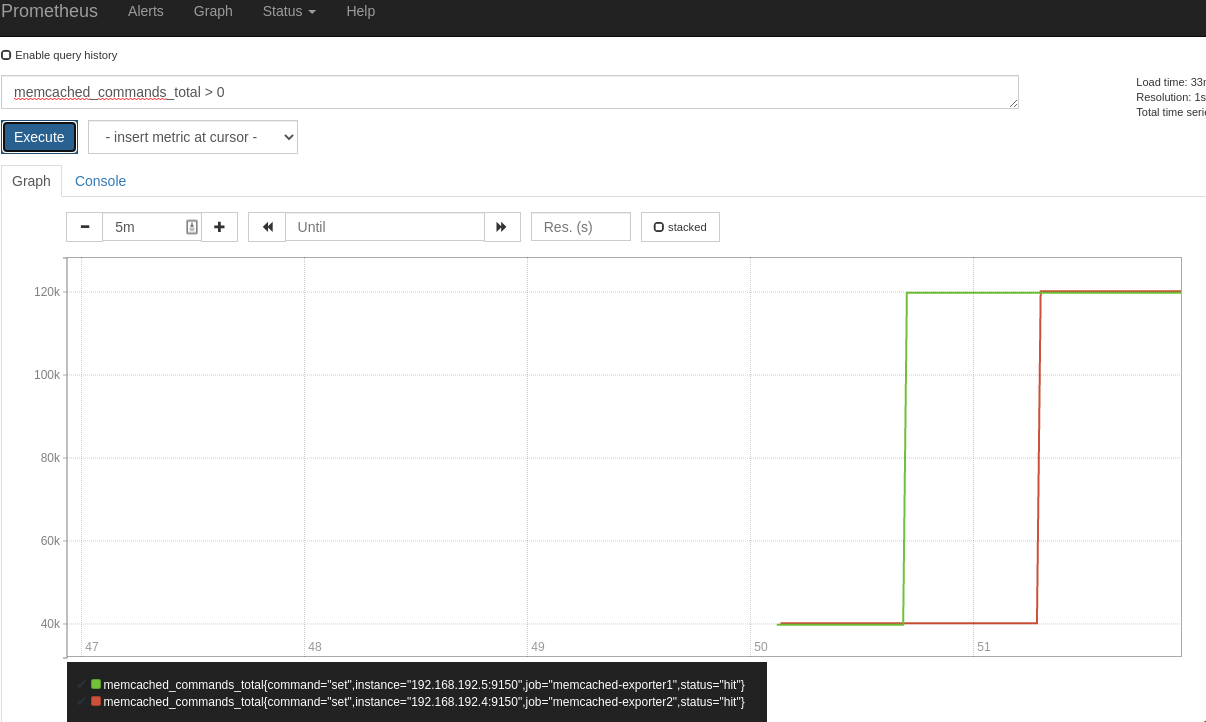 Prometheus Alerts Graph Status Help
Enable query history
memcached_commands_total > 0
Load time: 33
Resolution: 1s
Total time
Execute - insert metric at cursor -
Graph Console
5m Until Res. (s) stacked
120k
100k
80k
60k
40k
47 48 49 50 51
memcached_commands_total{command="set",instance="192.168.192.5:9150",job="memcached-exporter1",status="hit"}
memcached_commands_total{command="set",instance="192.168.192.4:9150",job="memcached-exporter2",status="hit"}